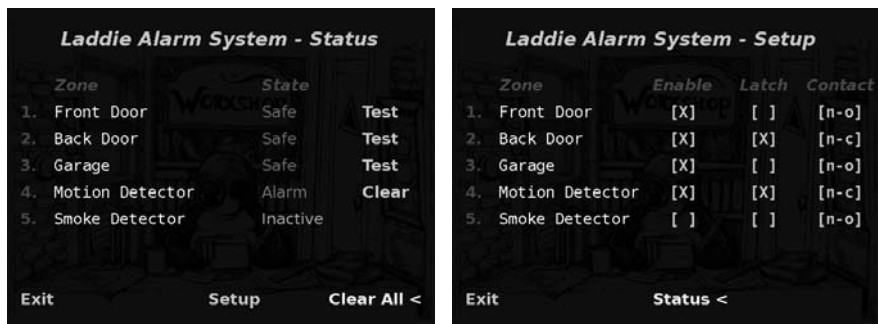 Laddie Alarm System - Status
Zone State
1. Front Door Safe Test
2. Back Door Safe Test
3. Garage Safe Test
4. Motion Detector Alarm Clear
5. Smoke Detector Inactive
Exit Setup Clear All <
WORKSHOP
Laddie Alarm System - Setup
Zone Enable Latch Contact
1. Front Door [X] [ ] [n-o]
2. Back Door [X] [X] [n-c]
3. Garage [X] [ ] [n-o]
4. Motion Detector [X] [X] [n-c]
5. Smoke Detector [ ] [ ] [n-o]
Exit Status <
WORKSHOP